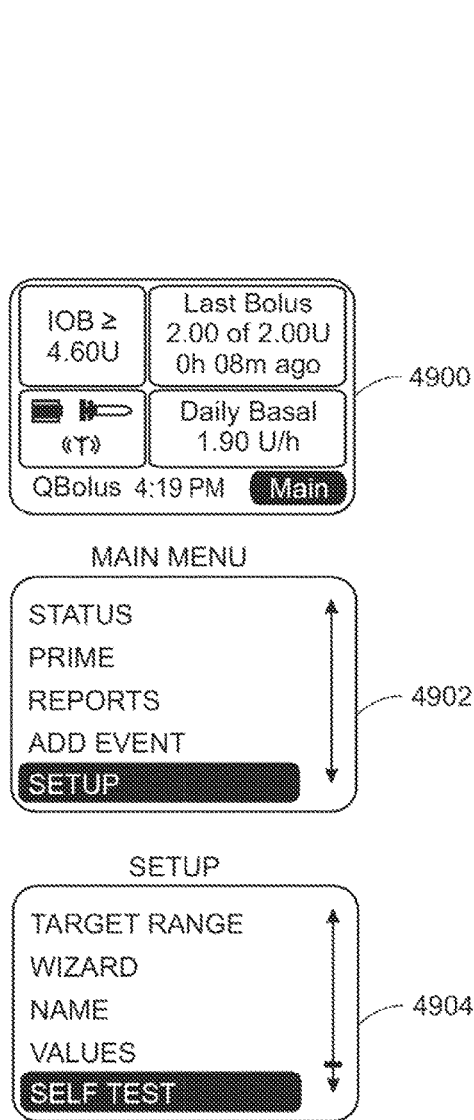 IOB ≥
4.60U
Last Bolus
2.00 of 2.00U
0h 08m ago
4900
Daily Basal
1.90 U/h
QBolus 4:19 PM Main
MAIN MENU
STATUS
PRIME
REPORTS
4902
ADD EVENT
SETUP
SETUP
TARGET RANGE
WIZARD
NAME
4904
VALUES
SELF TEST